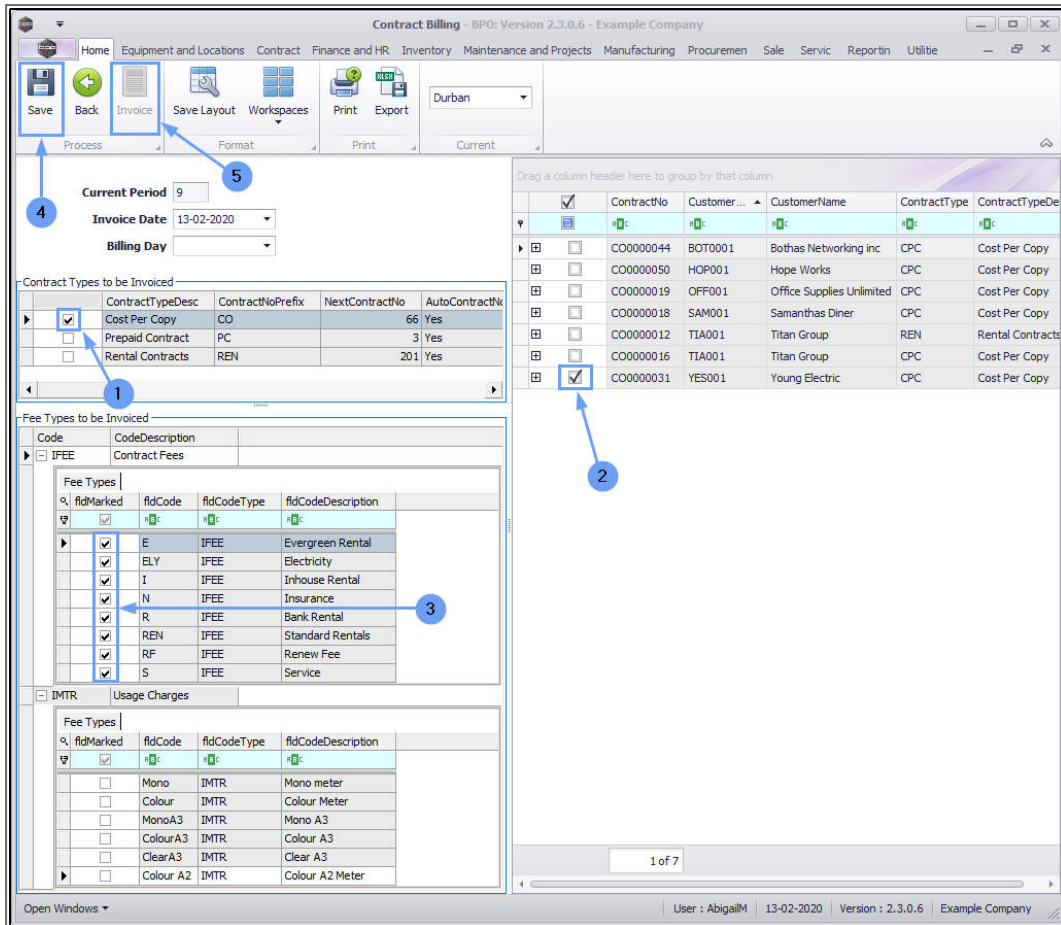 Contract Billing - BPO: Version 2.3.0.6 - Example Company
Home Equipment and Locations Contract Finance and HR Inventory Maintenance and Projects Manufacturing Procuremen Sale Servic Reportin Utilitie
Save Back Invoice Save Layout Workspaces Print Export Durban
Process Format Print Current
4
5
Current Period 9
Invoice Date 13-02-2020
Billing Day
Contract Types to be Invoiced
ContractTypeDesc ContractNoPrefix NextContractNo AutoContractNo
Cost Per Copy CO 66 Yes
Prepaid Contract PC 3 Yes
Rental Contracts REN 201 Yes
1
Fee Types to be Invoiced
Code CodeDescription
IFEE Contract Fees
Fee Types
fldMarked fldCode fldCodeType fldCodeDescription
E IFEE Evergreen Rental
ELY IFEE Electricity
I IFEE Inhouse Rental
N IFEE Insurance
R IFEE Bank Rental
REN IFEE Standard Rentals
RF IFEE Renew Fee
S IFEE Service
3
IMTR Usage Charges
Fee Types
fldMarked fldCode fldCodeType fldCodeDescription
Mono IMTR Mono meter
Colour IMTR Colour Meter
MonoA3 IMTR Mono A3
ColourA3 IMTR Colour A3
ClearA3 IMTR Clear A3
Colour A2 IMTR Colour A2 Meter
Drag a column header here to group by that column
ContractNo Customer... CustomerName ContractType ContractTypeDe
CO0000044 BOT0001 Bothas Networking inc CPC Cost Per Copy
CO0000050 HOP001 Hope Works CPC Cost Per Copy
CO0000019 OFF001 Office Supplies Unlimited CPC Cost Per Copy
CO0000018 SAM001 Samanthas Diner CPC Cost Per Copy
CO0000012 TIA001 Titan Group REN Rental Contracts
CO0000016 TIA001 Titan Group CPC Cost Per Copy
CO0000031 YES001 Young Electric CPC Cost Per Copy
2
1 of 7
Open Windows User : AbigailM 13-02-2020 Version : 2.3.0.6 Example Company